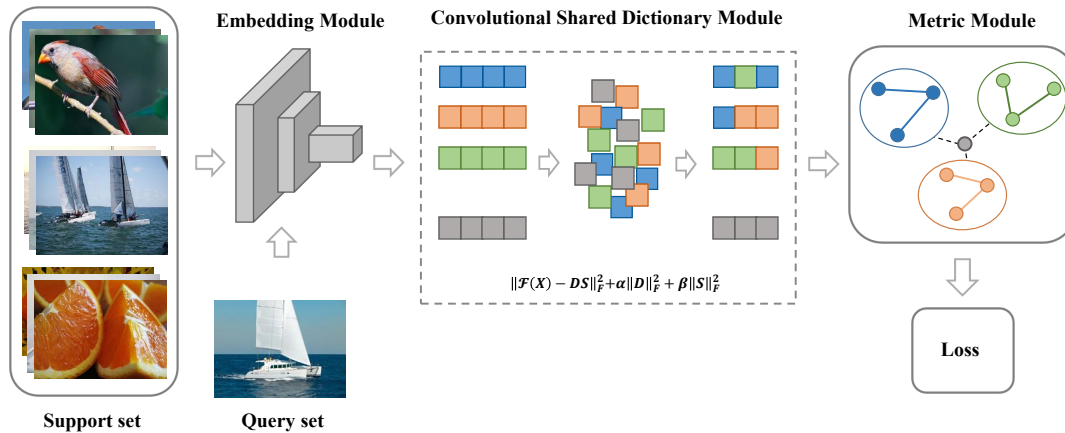 Embedding Module
Convolutional Shared Dictionary Module
Metric Module
‖𝓕(X) − DS‖²_F+α‖D‖²_F + β‖S‖²_F
Loss
Support set
Query set